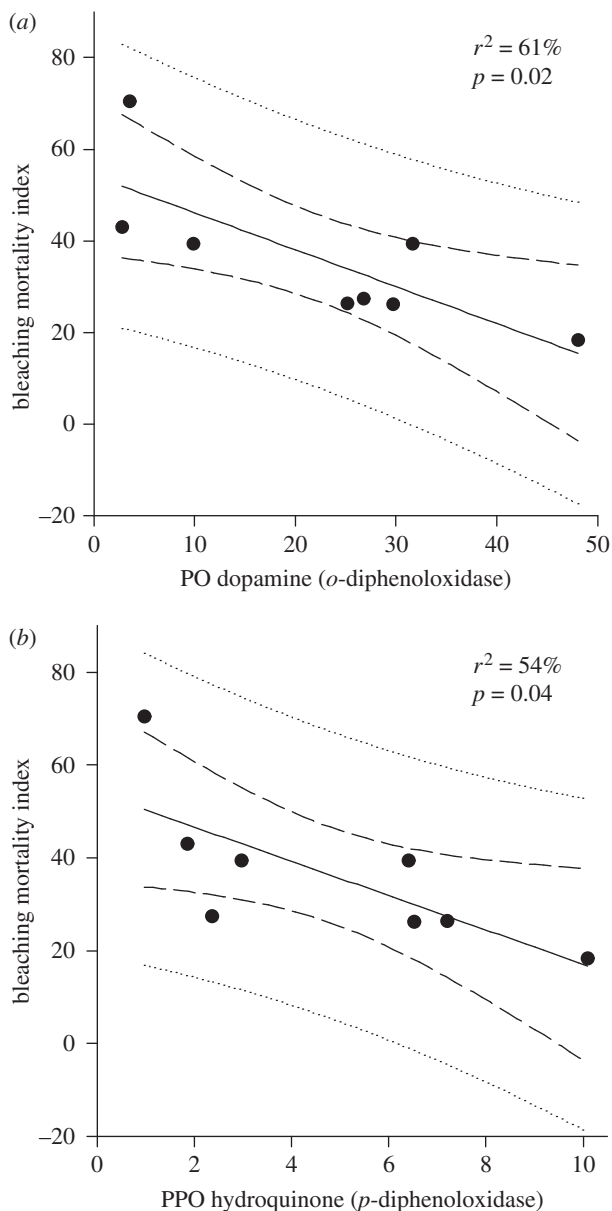 (a)
r² = 61%
p = 0.02
80
60
40
20
0
–20
bleaching mortality index
0 10 20 30 40 50
PO dopamine (o-diphenoloxidase)
(b)
r² = 54%
p = 0.04
80
60
40
20
0
–20
bleaching mortality index
0 2 4 6 8 10
PPO hydroquinone (p-diphenoloxidase)